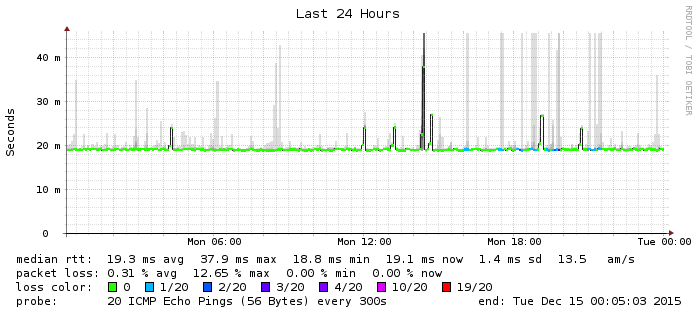 Last 24 Hours
RRDTOOL / TOBI OETIKER
Seconds
40 m
30 m
20 m
10 m
0
Mon 06:00 Mon 12:00 Mon 18:00 Tue 00:00
median rtt: 19.3 ms avg 37.9 ms max 18.8 ms min 19.1 ms now 1.4 ms sd 13.5 am/s
packet loss: 0.31 % avg 12.65 % max 0.00 % min 0.00 % now
loss color: 0 1/20 2/20 3/20 4/20 10/20 19/20
probe: 20 ICMP Echo Pings (56 Bytes) every 300s end: Tue Dec 15 00:05:03 2015